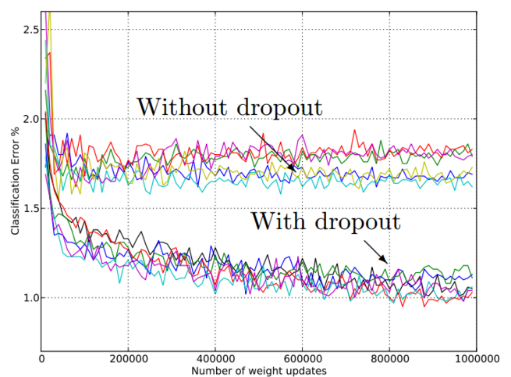 2.5
Without dropout
2.0
Classification Error %
1.5
With dropout
1.0
0 200000 400000 600000 800000 1000000
Number of weight updates